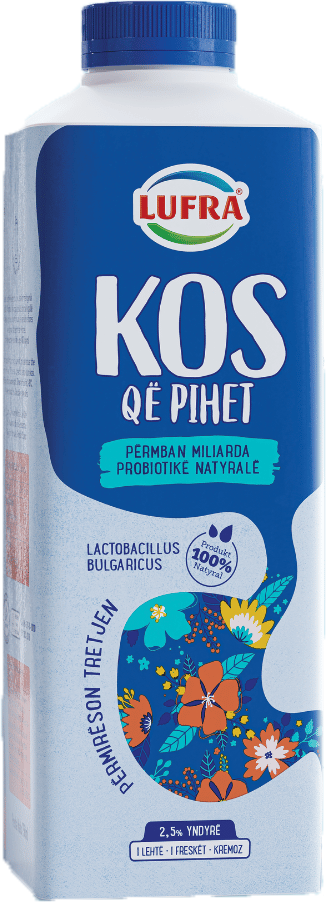 LUFRA
KOS
QË PIHET
PËRMBAN MILIARDA
PROBIOTIKË NATYRALË
LACTOBACILLUS
BULGARICUS
Produkt
100%
Natyral
PËRMIRËSON TRETJEN
2,5% YNDYRË
I LEHTË · I FRESKËT · KREMOZ